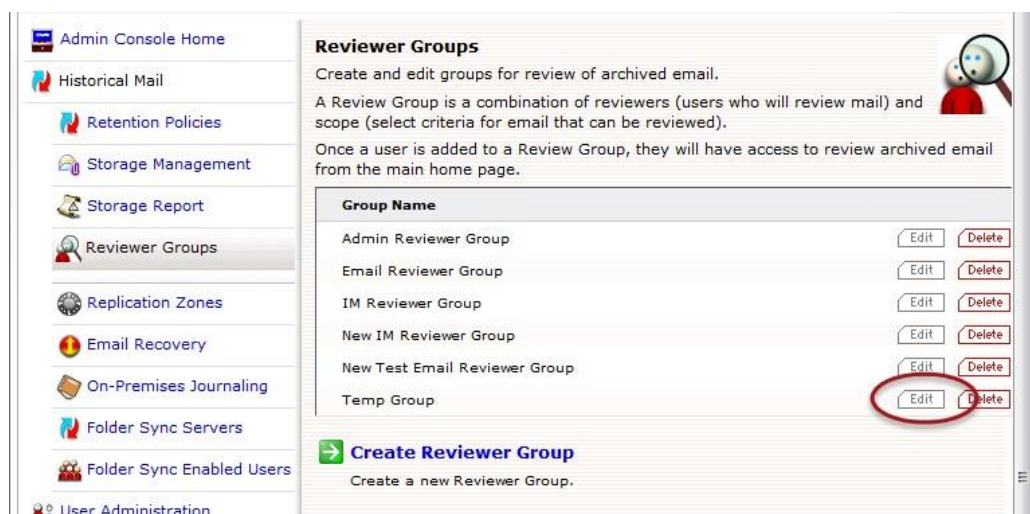 Admin Console Home
Historical Mail
Retention Policies
Storage Management
Storage Report
Reviewer Groups
Replication Zones
Email Recovery
On-Premises Journaling
Folder Sync Servers
Folder Sync Enabled Users
User Administration
Reviewer Groups
Create and edit groups for review of archived email.
A Review Group is a combination of reviewers (users who will review mail) and
scope (select criteria for email that can be reviewed).
Once a user is added to a Review Group, they will have access to review archived email
from the main home page.
Group Name
Admin Reviewer Group Edit Delete
Email Reviewer Group Edit Delete
IM Reviewer Group Edit Delete
New IM Reviewer Group Edit Delete
New Test Email Reviewer Group Edit Delete
Temp Group Edit Delete
Create Reviewer Group
Create a new Reviewer Group.